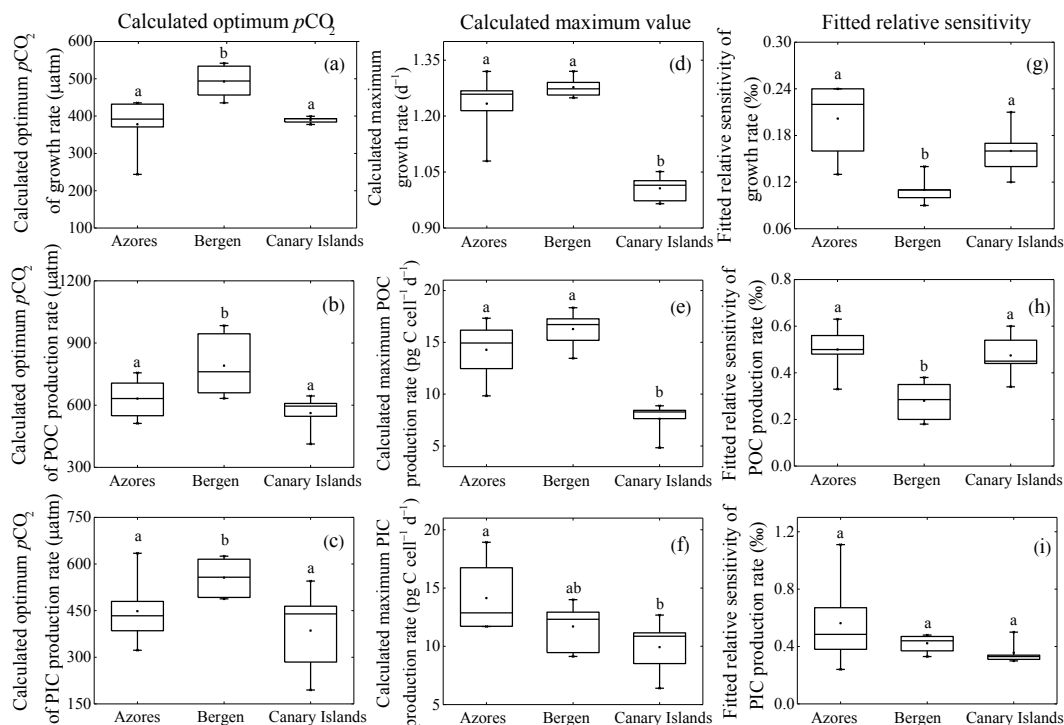 Calculated optimum pCO₂
Calculated maximum value
Fitted relative sensitivity
Calculated optimum pCO₂
of growth rate (µatm)
600
500
400
300
200
100
(a)
a
b
a
Azores
Bergen
Canary Islands
Calculated maximum
growth rate (d⁻¹)
1.35
1.20
1.05
0.90
(d)
a
a
b
Azores
Bergen
Canary Islands
Fitted relative sensitivity of
growth rate (‰)
0.30
0.24
0.18
0.12
0.06
(g)
a
b
a
Azores
Bergen
Canary Islands
Calculated optimum pCO₂
of POC production rate (µatm)
1200
900
600
300
(b)
a
b
a
Azores
Bergen
Canary Islands
Calculated maximum POC
production rate (pg C cell⁻¹ d⁻¹)
20
15
10
5
(e)
a
a
b
Azores
Bergen
Canary Islands
Fitted relative sensitivity of
POC production rate (‰)
0.8
0.6
0.4
0.2
0.0
(h)
a
b
a
Azores
Bergen
Canary Islands
Calculated optimum pCO₂
of PIC production rate (µatm)
750
600
450
300
150
(c)
a
b
a
Azores
Bergen
Canary Islands
Calculated maximum PIC
production rate (pg C cell⁻¹ d⁻¹)
20
15
10
5
(f)
a
ab
b
Azores
Bergen
Canary Islands
Fitted relative sensitivity of
PIC production rate (‰)
1.2
0.8
0.4
0.0
(i)
a
a
a
Azores
Bergen
Canary Islands